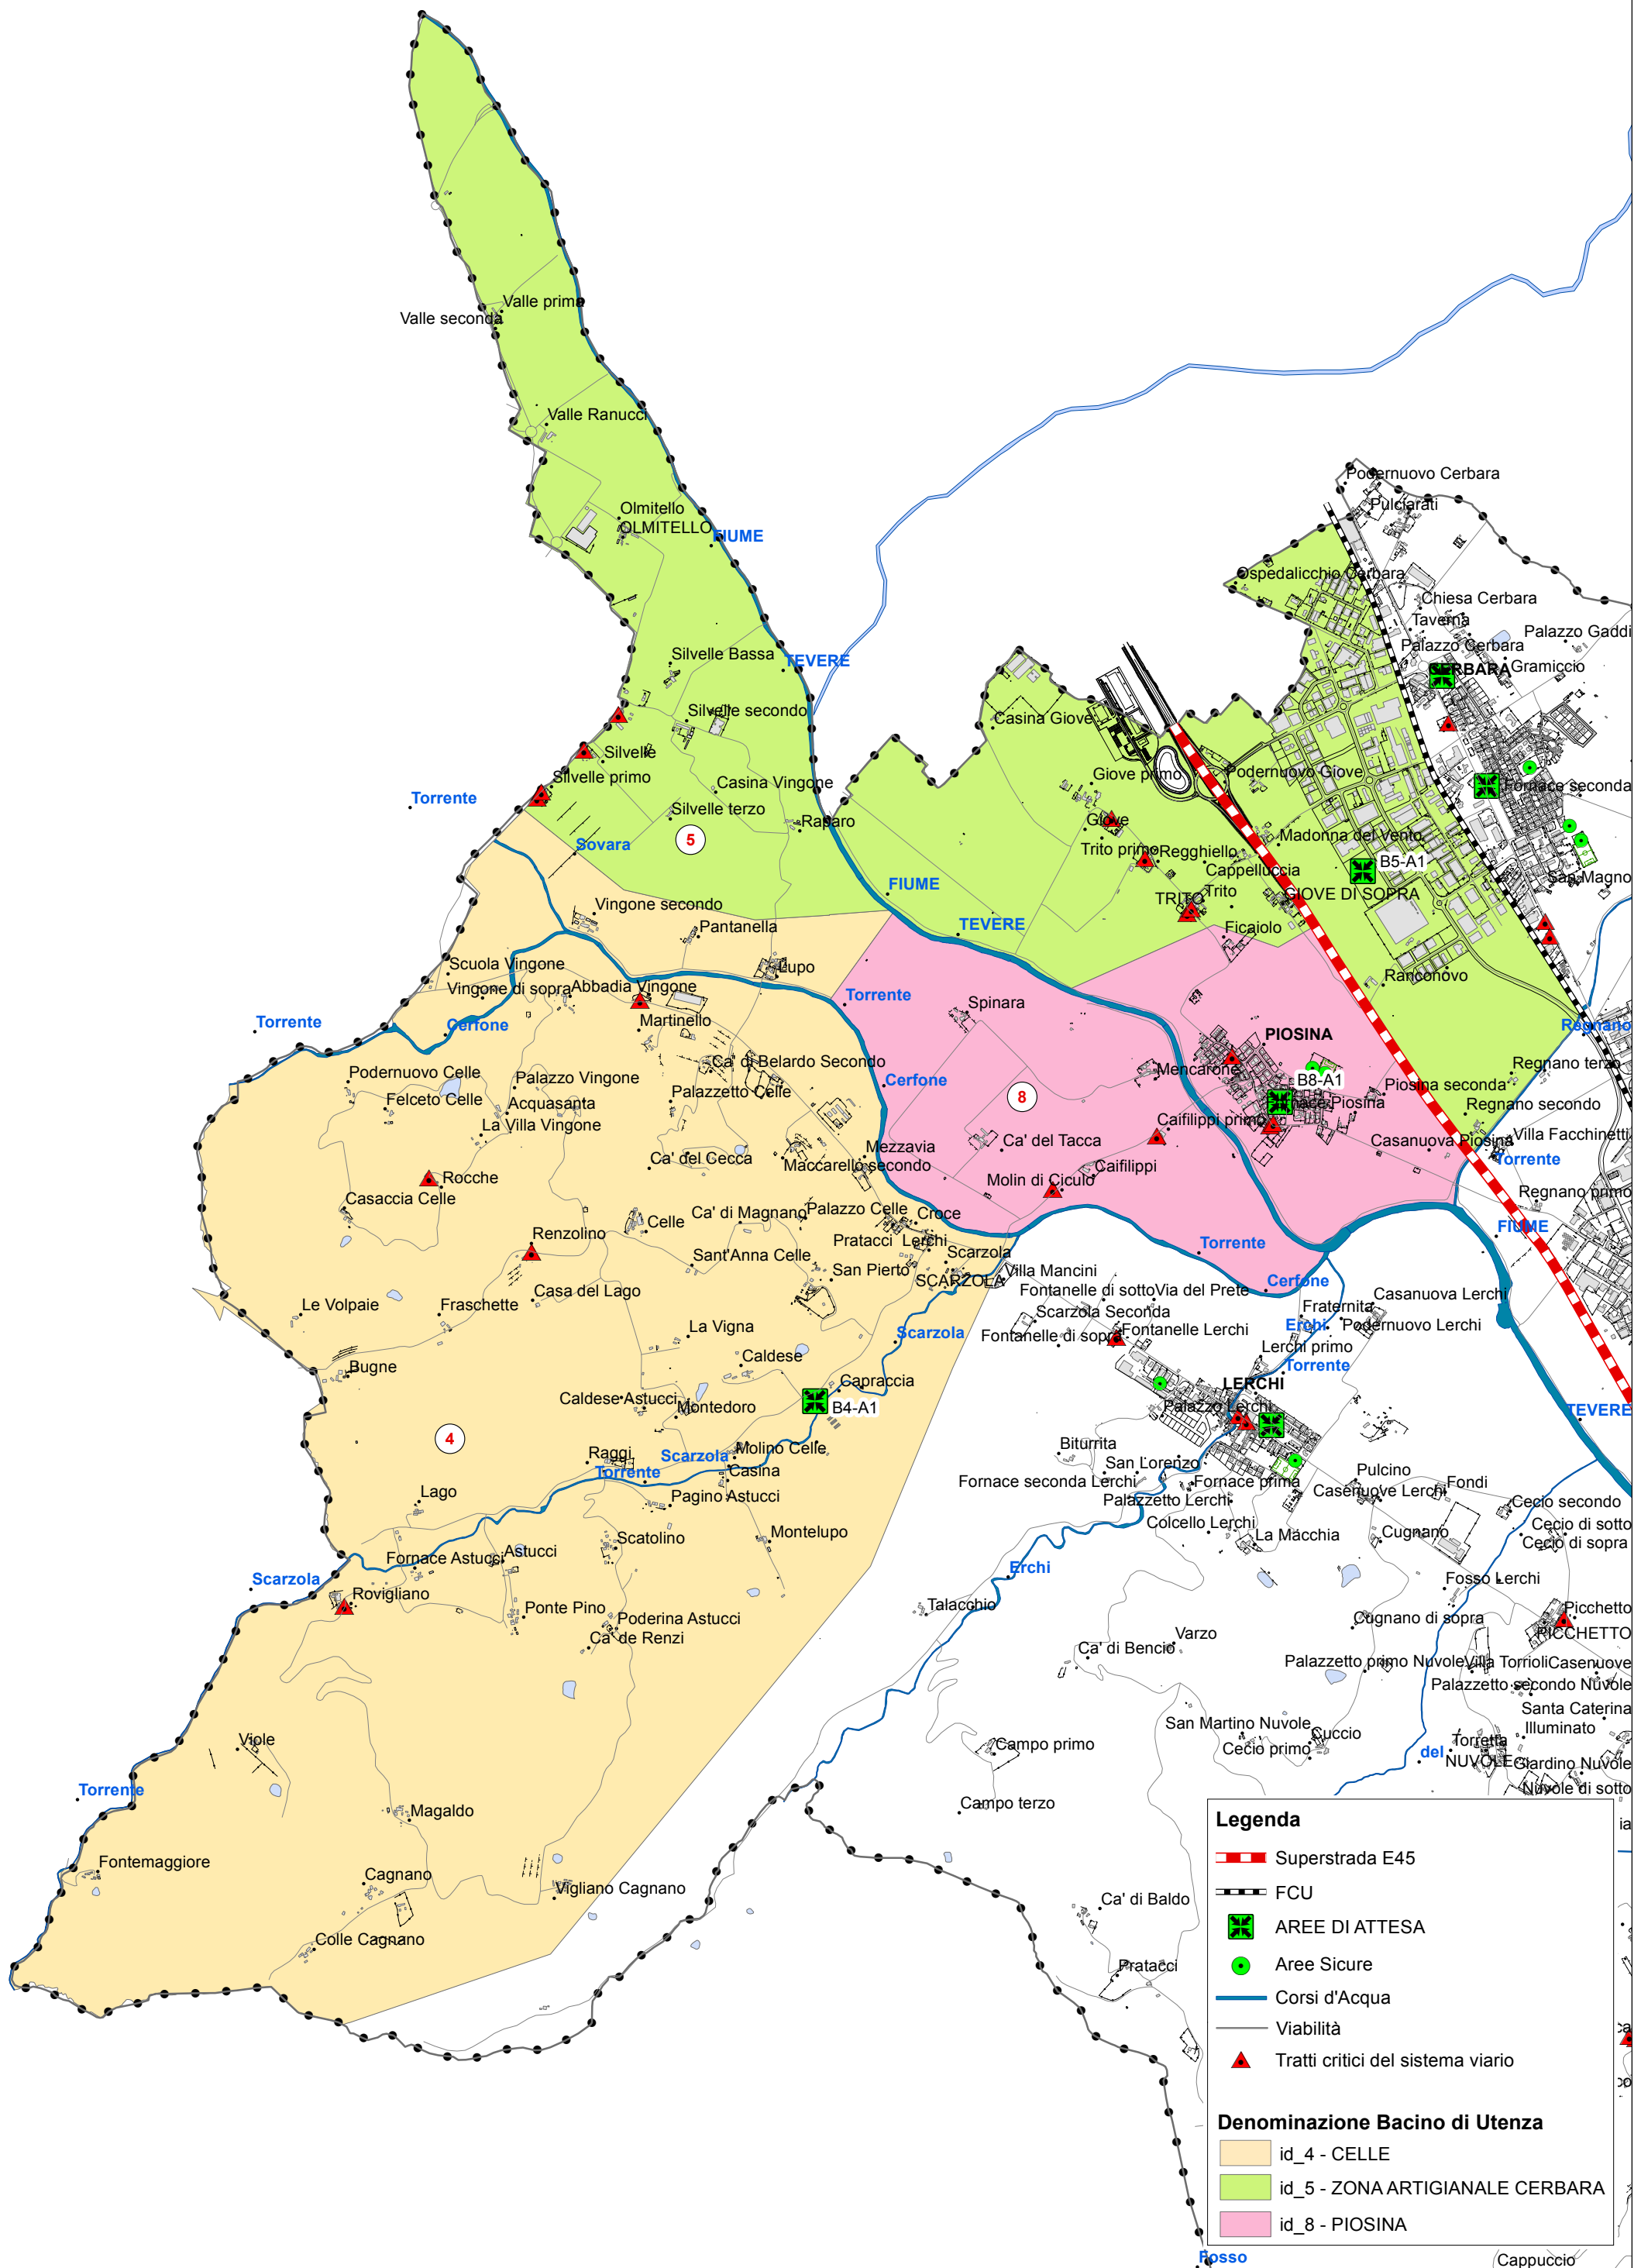 Valle prima
Valle seconda
Valle Ranucci
Podernuovo Cerbara
Pulciarati
Olmitello
OLMITELLO
FIUME
Ospedalicchio Cerbara
Chiesa Cerbara
Taverna
Palazzo Gaddi
Palazzo Cerbara
Silvelle Bassa
TEVERE
CERBARA
Gramiccio
Silvelle secondo
Casina Giove
Silvelle
Silvelle primo
Casina Vingone
Giove primo
Podernuovo Giove
Fornace seconda
Torrente
Silvelle terzo
Raparo
Giove
Madonna del Vento
5
Sovara
Trito primo
Regghiello
B5-A1
Cappelluccia
San Magno
FIUME
Trito
TRITO
GIOVE DI SOPRA
Vingone secondo
Pantanella
TEVERE
Ficaiolo
Scuola Vingone
Lupo
Ranconovo
Vingone di sopra
Abbadia Vingone
Torrente
Spinara
Torrente
Cerfone
Martinello
PIOSINA
Regnano
Ca' di Belardo Secondo
Mencarone
Regnano terzo
Podernuovo Celle
Palazzo Vingone
Cerfone
B8-A1
Piosina seconda
Felceto Celle
Acquasanta
Palazzetto Celle
8
Regnano secondo
La Villa Vingone
Caifilippi primo
Casanuova Piosina
Villa Facchinetti
Mezzavia
Ca' del Tacca
Ca' del Cecca
Maccarello secondo
Caifilippi
Torrente
Rocche
Molin di Ciculo
Casaccia Celle
Regnano primo
Ca' di Magnano
Palazzo Celle
Croce
Celle
Renzolino
Pratacci
Lerchi
FIUME
Sant'Anna Celle
Scarzola
Torrente
San Pierto
SCARZOLA
Villa Mancini
Cerfone
Casa del Lago
Fontanelle di sotto
Via del Prete
Casanuova Lerchi
Le Volpaie
Fraschette
Scarzola Seconda
Fraternita
Erchi
Podernuovo Lerchi
La Vigna
Scarzola
Fontanelle di sopra
Fontanelle Lerchi
Lerchi primo
Bugne
Caldese
Torrente
Capraccia
LERCHI
Caldese Astucci
Montedoro
B4-A1
Palazzo Lerchi
TEVERE
4
Raggi
Scarzola
Molino Celle
Biturrita
Torrente
Casina
San Lorenzo
Pulcino
Fornace seconda Lerchi
Fornace prima
Casenuove Lerchi
Fondi
Lago
Pagino Astucci
Palazzetto Lerchi
Cecio secondo
Colcello Lerchi
La Macchia
Cugnano
Cecio di sotto
Cecio di sopra
Scatolino
Montelupo
Fornace Astucci
Astucci
Erchi
Scarzola
Fosso Lerchi
Rovigliano
Ponte Pino
Poderina Astucci
Talacchio
Cugnano di sopra
Picchetto
PICCHETTO
Ca' de Renzi
Varzo
Ca' di Bencio
Palazzetto primo Nuvole
Villa Torrioli
Casenuove
Palazzetto secondo Nuvole
San Martino Nuvole
Santa Caterina
Viole
Campo primo
Cuccio
Illuminato
Cecio primo
del
Torretta
NUVOLE
Giardino Nuvole
Torrente
Nuvole di sotto
Magaldo
Campo terzo
Fontemaggiore
Cagnano
Vigliano Cagnano
Ca' di Baldo
Colle Cagnano
Pratacci
Legenda
Superstrada E45
FCU
AREE DI ATTESA
Aree Sicure
Corsi d'Acqua
Viabilità
Tratti critici del sistema viario
Denominazione Bacino di Utenza
id_4 - CELLE
id_5 - ZONA ARTIGIANALE CERBARA
id_8 - PIOSINA
Fosso
Cappuccio